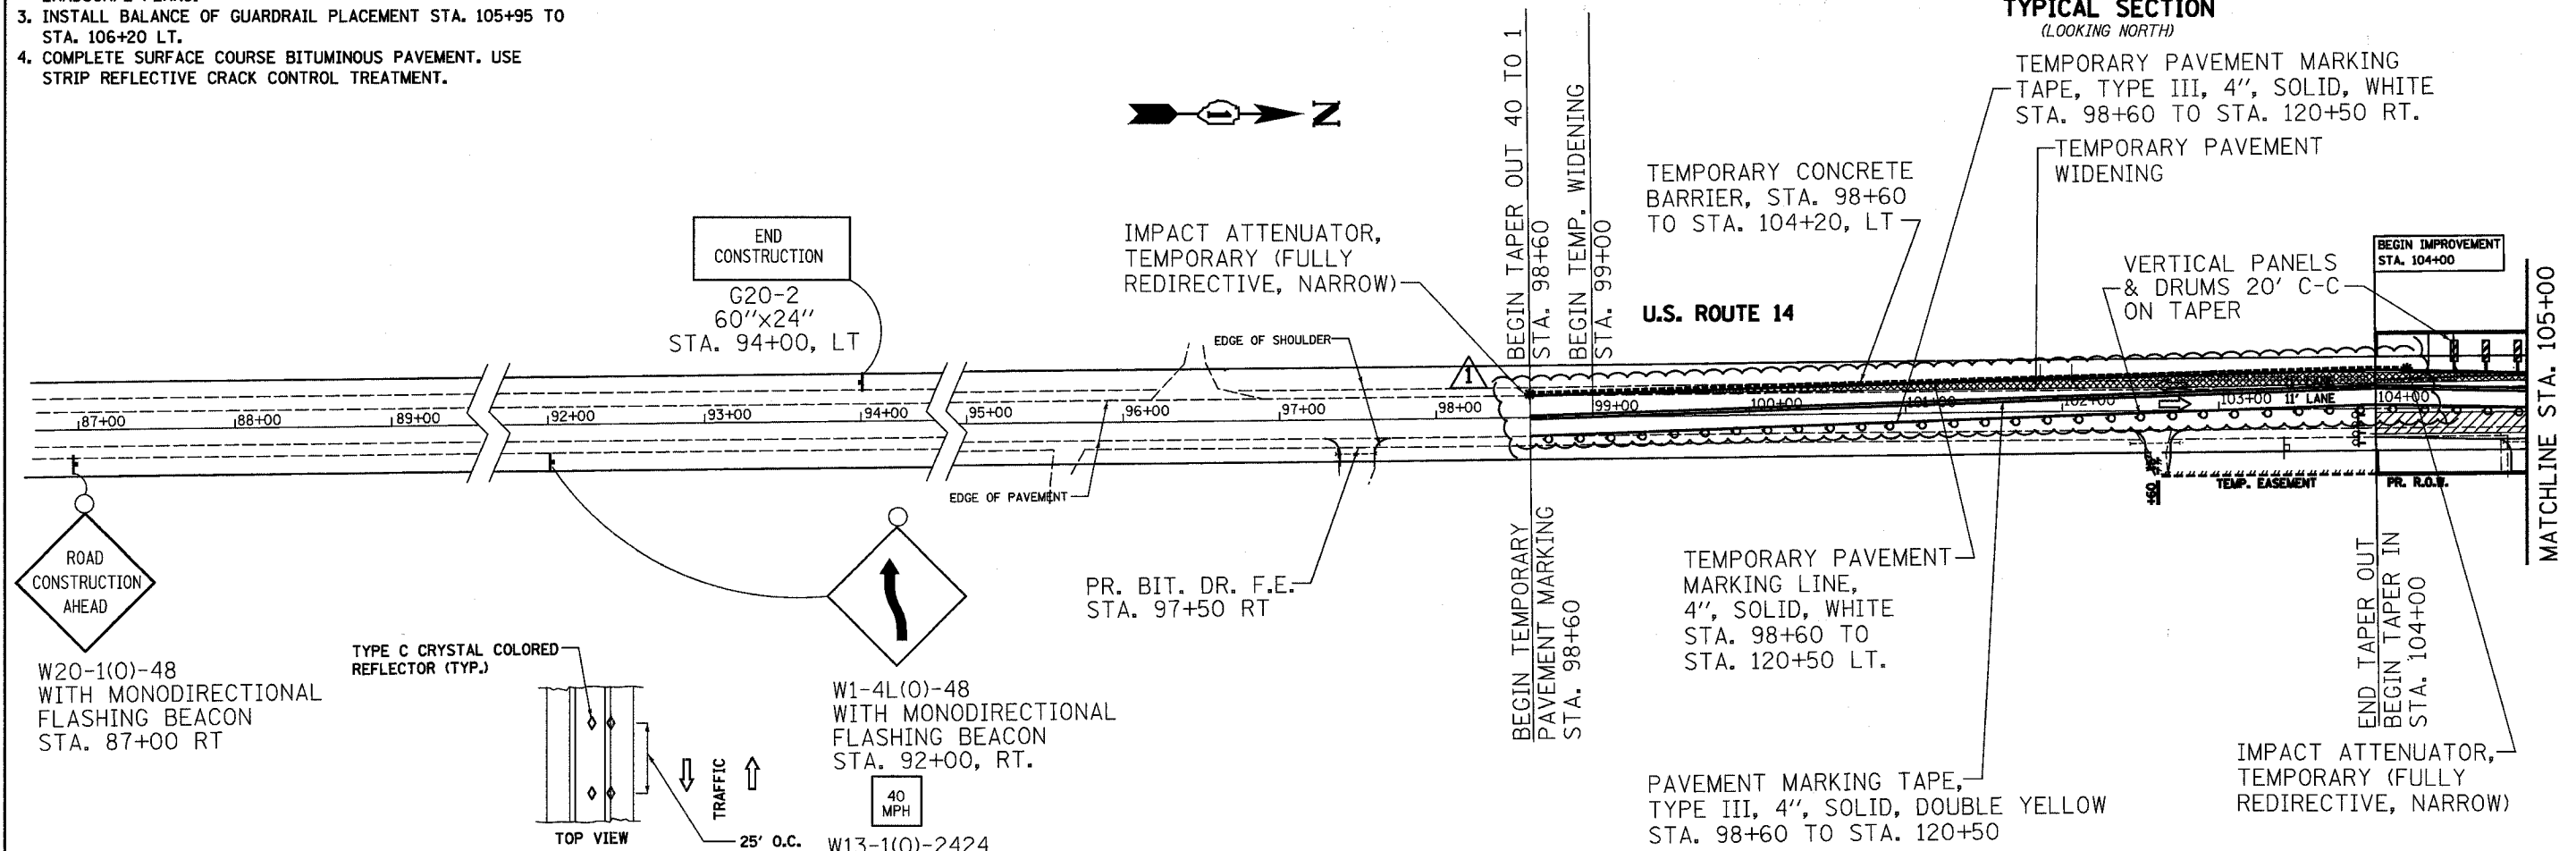 3. INSTALL BALANCE OF GUARDRAIL PLACEMENT STA. 105+95 TO
STA. 106+20 LT.
4. COMPLETE SURFACE COURSE BITUMINOUS PAVEMENT. USE
STRIP REFLECTIVE CRACK CONTROL TREATMENT.
N
TYPICAL SECTION
(LOOKING NORTH)
TEMPORARY PAVEMENT MARKING
TAPE, TYPE III, 4", SOLID, WHITE
STA. 98+60 TO STA. 120+50 RT.
TEMPORARY PAVEMENT
WIDENING
TEMPORARY CONCRETE
BARRIER, STA. 98+60
TO STA. 104+20, LT
BEGIN TAPER OUT 40 TO 1
STA. 98+60
BEGIN TEMP. WIDENING
STA. 99+00
IMPACT ATTENUATOR,
TEMPORARY (FULLY
REDIRECTIVE, NARROW)
END
CONSTRUCTION
G20-2
60"x24"
STA. 94+00, LT
U.S. ROUTE 14
VERTICAL PANELS
& DRUMS 20' C-C
ON TAPER
BEGIN IMPROVEMENT
STA. 104+00
MATCHLINE STA. 105+00
EDGE OF SHOULDER
1
87+00
88+00
89+00
92+00
93+00
94+00
95+00
96+00
97+00
98+00
99+00
100+00
101+00
102+00
103+00
11' LANE
104+00
EDGE OF PAVEMENT
+60
TEMP. EASEMENT
PR. R.O.W.
ROAD
CONSTRUCTION
AHEAD
W20-1(O)-48
WITH MONODIRECTIONAL
FLASHING BEACON
STA. 87+00 RT
TYPE C CRYSTAL COLORED
REFLECTOR (TYP.)
TRAFFIC
TOP VIEW
25' O.C.
W1-4L(O)-48
WITH MONODIRECTIONAL
FLASHING BEACON
STA. 92+00, RT.
40
MPH
W13-1(O)-2424
PR. BIT. DR. F.E.
STA. 97+50 RT
BEGIN TEMPORARY
PAVEMENT MARKING
STA. 98+60
TEMPORARY PAVEMENT
MARKING LINE,
4", SOLID, WHITE
STA. 98+60 TO
STA. 120+50 LT.
PAVEMENT MARKING TAPE,
TYPE III, 4", SOLID, DOUBLE YELLOW
STA. 98+60 TO STA. 120+50
END TAPER OUT
BEGIN TAPER IN
STA. 104+00
IMPACT ATTENUATOR,
TEMPORARY (FULLY
REDIRECTIVE, NARROW)